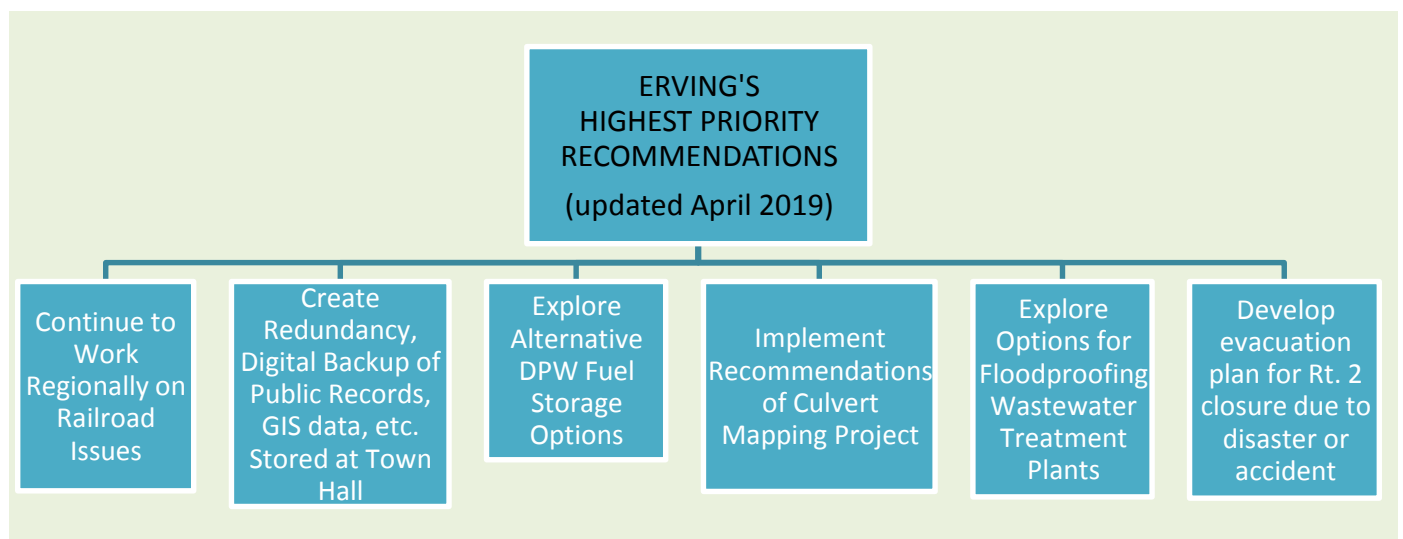 ERVING'S
HIGHEST PRIORITY
RECOMMENDATIONS
(updated April 2019)
Continue to
Work
Regionally on
Railroad
Issues
Create
Redundancy,
Digital Backup of
Public Records,
GIS data, etc.
Stored at Town
Hall
Explore
Alternative
DPW Fuel
Storage
Options
Implement
Recommendations
of Culvert
Mapping Project
Explore
Options for
Floodproofing
Wastewater
Treatment
Plants
Develop
evacuation
plan for Rt. 2
closure due to
disaster or
accident